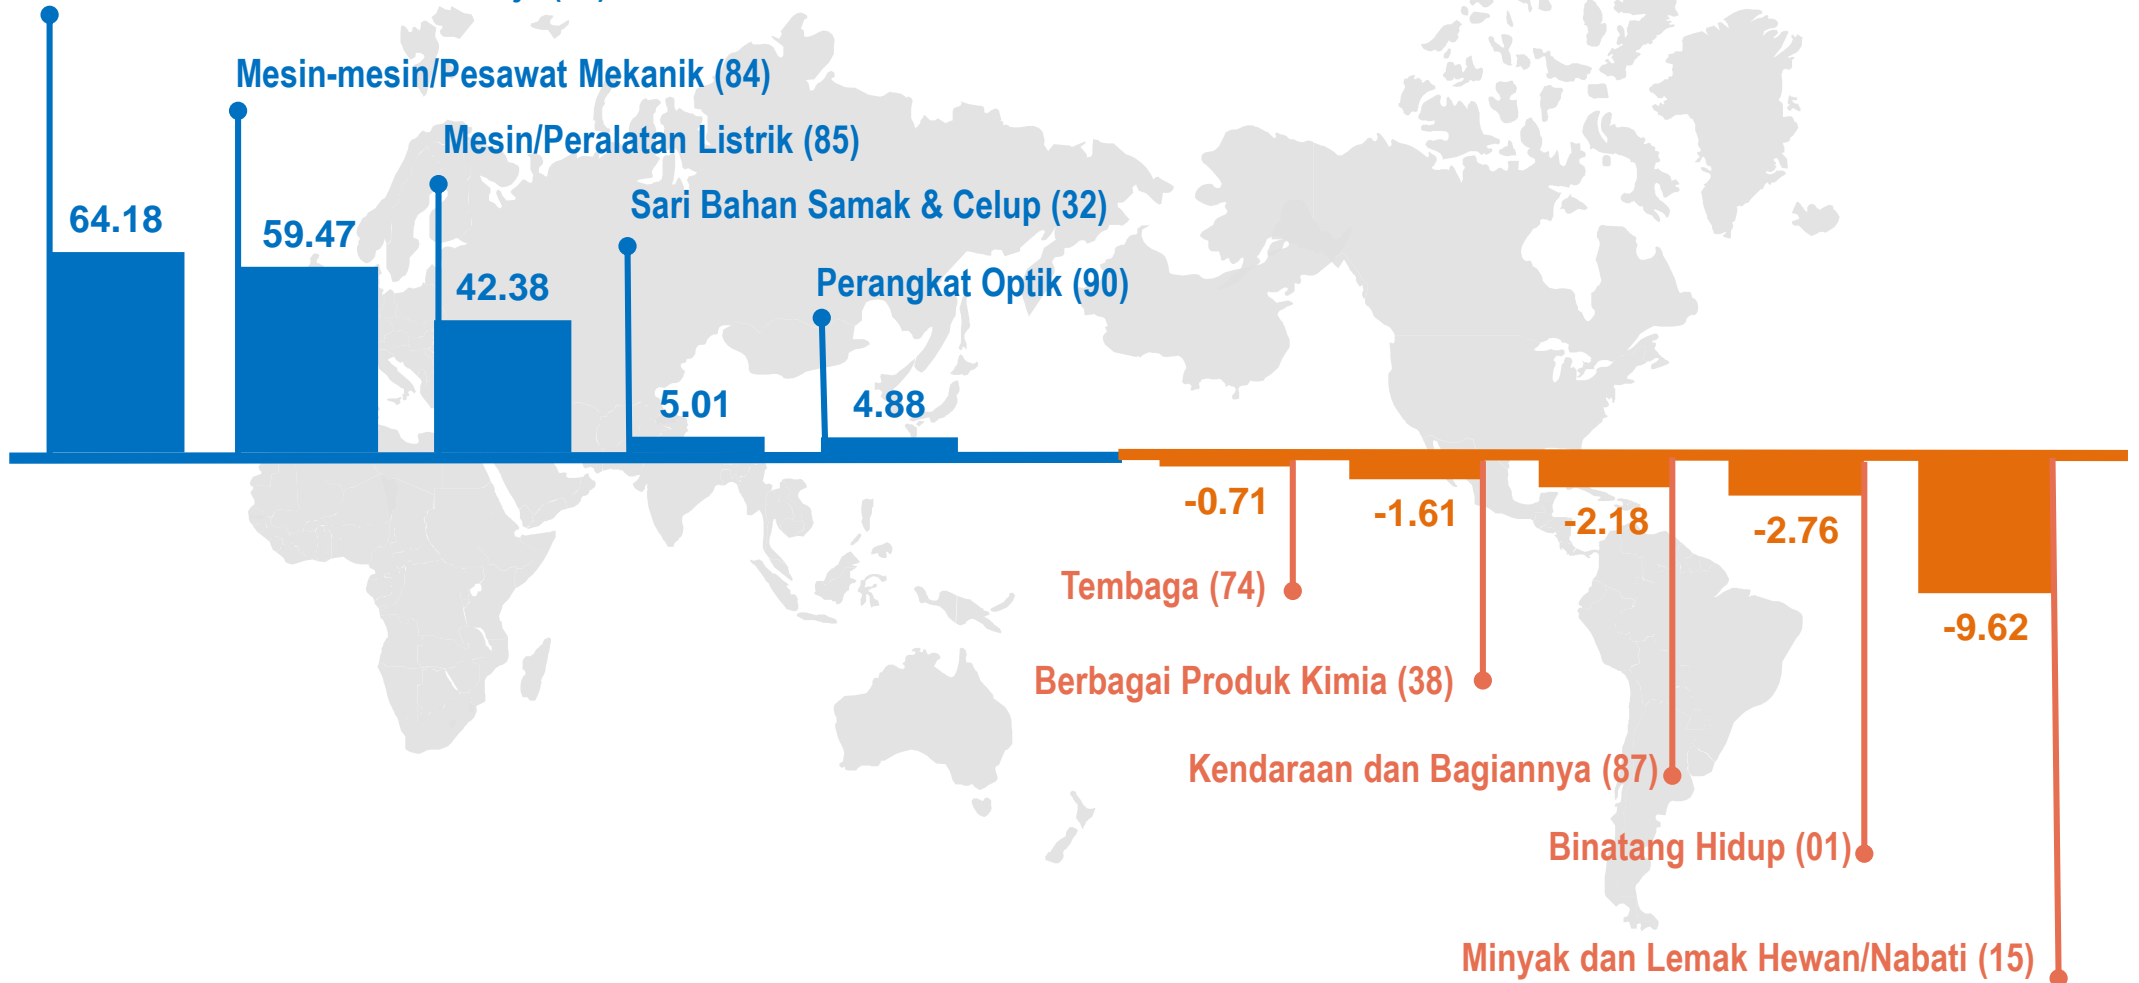 Mesin-mesin/Pesawat Mekanik (84)
Mesin/Peralatan Listrik (85)
Sari Bahan Samak & Celup (32)
Perangkat Optik (90)
64.18
59.47
42.38
5.01
4.88
-0.71
-1.61
-2.18
-2.76
-9.62
Tembaga (74)
Berbagai Produk Kimia (38)
Kendaraan dan Bagiannya (87)
Binatang Hidup (01)
Minyak dan Lemak Hewan/Nabati (15)